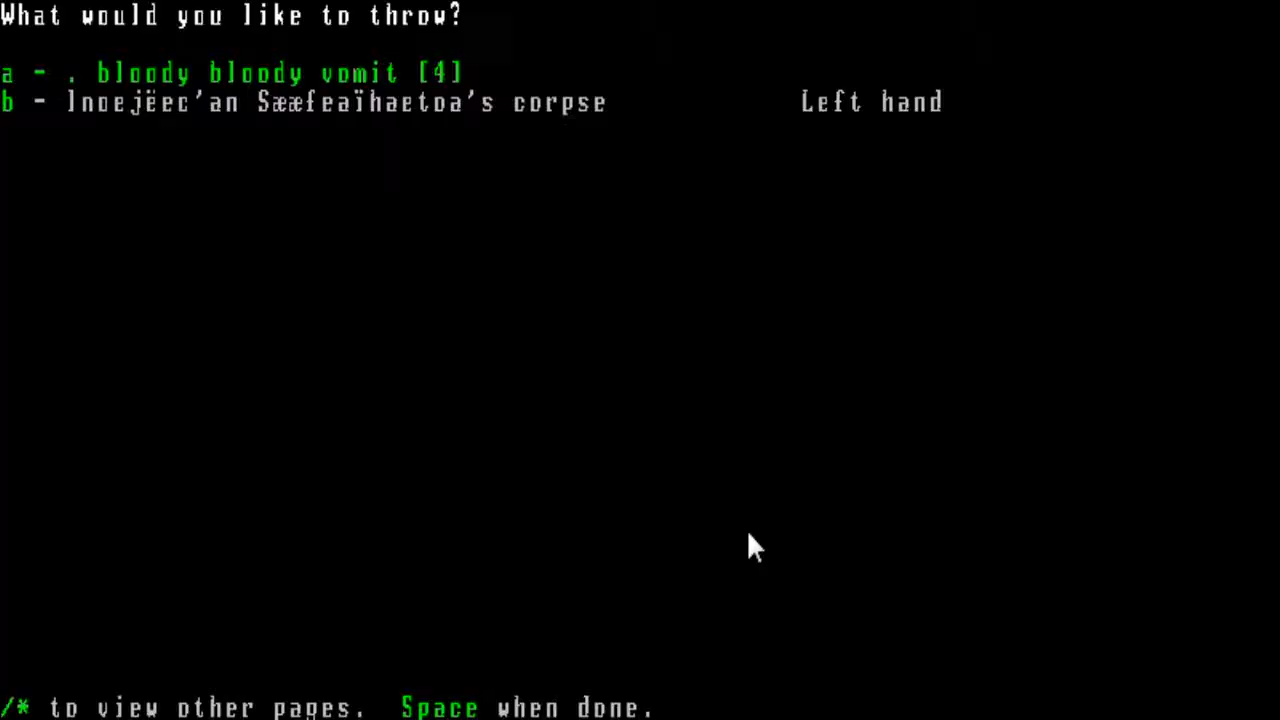 What would you like to throw?
a - . bloody bloody vomit [4]
b - lnoejëec'an Sææfeaïhaetoa's corpse Left hand
/* to view other pages. Space when done.